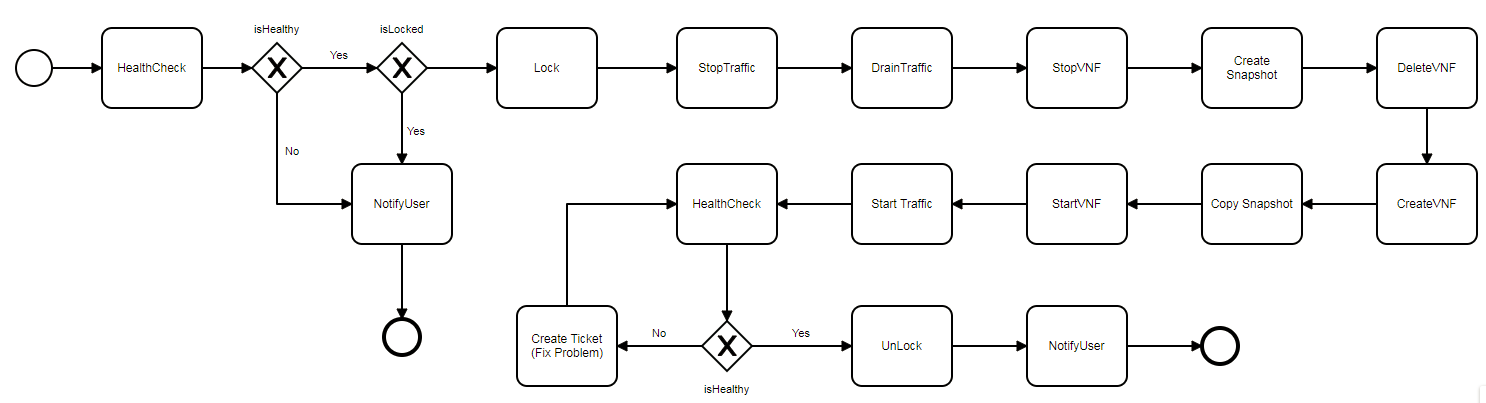 isHealthy
isLocked
HealthCheck
Yes
Lock
StopTraffic
DrainTraffic
StopVNF
Create
Snapshot
DeleteVNF
No
Yes
NotifyUser
HealthCheck
Start Traffic
StartVNF
Copy Snapshot
CreateVNF
Create Ticket
(Fix Problem)
No
isHealthy
Yes
UnLock
NotifyUser